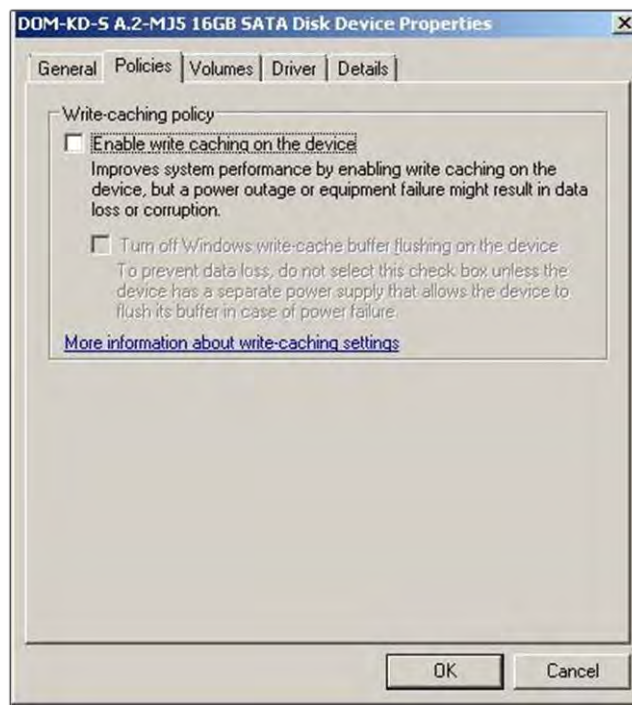 DOM-KD-S A.2-MJ5 16GB SATA Disk Device Properties
General Policies Volumes Driver Details
Write-caching policy
Enable write caching on the device
Improves system performance by enabling write caching on the
device, but a power outage or equipment failure might result in data
loss or corruption.
Turn off Windows write-cache buffer flushing on the device
To prevent data loss, do not select this check box unless the
device has a separate power supply that allows the device to
flush its buffer in case of power failure.
More information about write-caching settings
OK Cancel